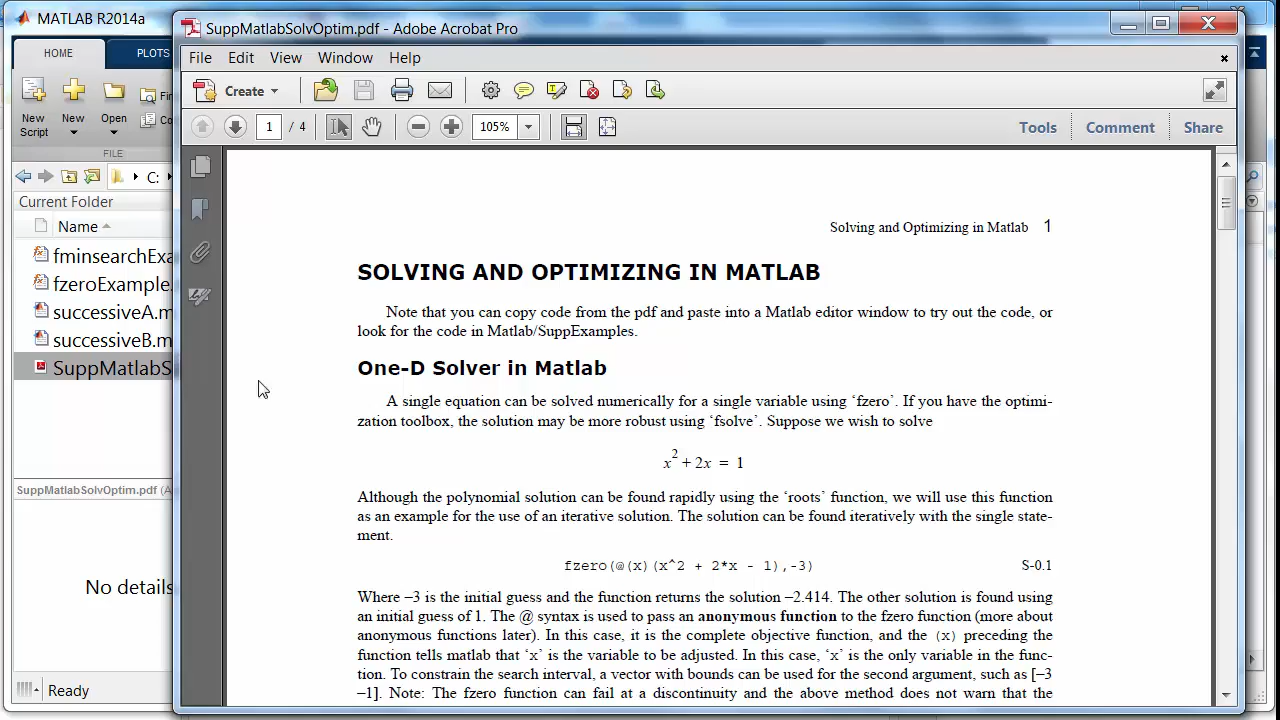 MATLAB R2014a
HOME
PLOTS
New Script
New
Open
FILE
C:
Current Folder
Name
fminsearchExa
fzeroExample.
successiveA.m
successiveB.m
SuppMatlabS
SuppMatlabSolvOptim.pdf (A
No details
Ready
SuppMatlabSolvOptim.pdf - Adobe Acrobat Pro
File Edit View Window Help
Create
1 / 4
105%
Tools Comment Share
Solving and Optimizing in Matlab 1
SOLVING AND OPTIMIZING IN MATLAB
Note that you can copy code from the pdf and paste into a Matlab editor window to try out the code, or
look for the code in Matlab/SuppExamples.
One-D Solver in Matlab
A single equation can be solved numerically for a single variable using ‘fzero’. If you have the optimi-
zation toolbox, the solution may be more robust using ‘fsolve’. Suppose we wish to solve
x² + 2x = 1
Although the polynomial solution can be found rapidly using the ‘roots’ function, we will use this function
as an example for the use of an iterative solution. The solution can be found iteratively with the single state-
ment.
fzero(@(x)(x^2 + 2*x - 1),-3) S-0.1
Where –3 is the initial guess and the function returns the solution –2.414. The other solution is found using
an initial guess of 1. The @ syntax is used to pass an anonymous function to the fzero function (more about
anonymous functions later). In this case, it is the complete objective function, and the (x) preceding the
function tells matlab that ‘x’ is the variable to be adjusted. In this case, ‘x’ is the only variable in the func-
tion. To constrain the search interval, a vector with bounds can be used for the second argument, such as [–3
–1]. Note: The fzero function can fail at a discontinuity and the above method does not warn that the